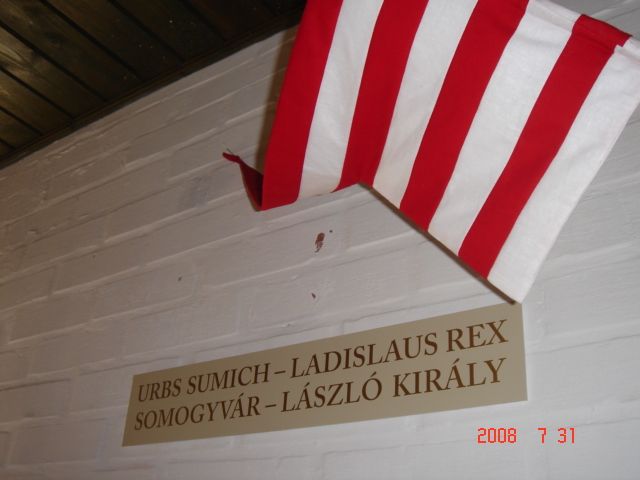 URBS SUMICH – LADISLAUS REX
SOMOGYVÁR – LÁSZLÓ KIRÁLY
2008 7 31